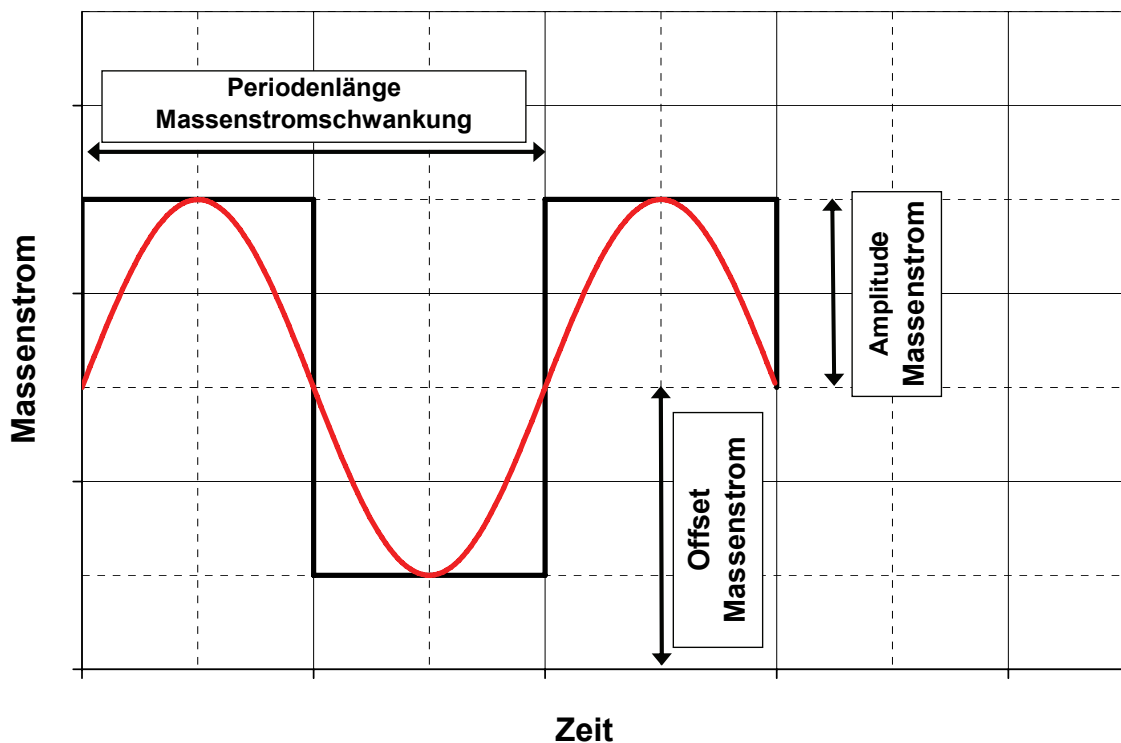 Periodenlänge
Massenstromschwankung
Massenstrom
Amplitude
Massenstrom
Offset
Massenstrom
Zeit